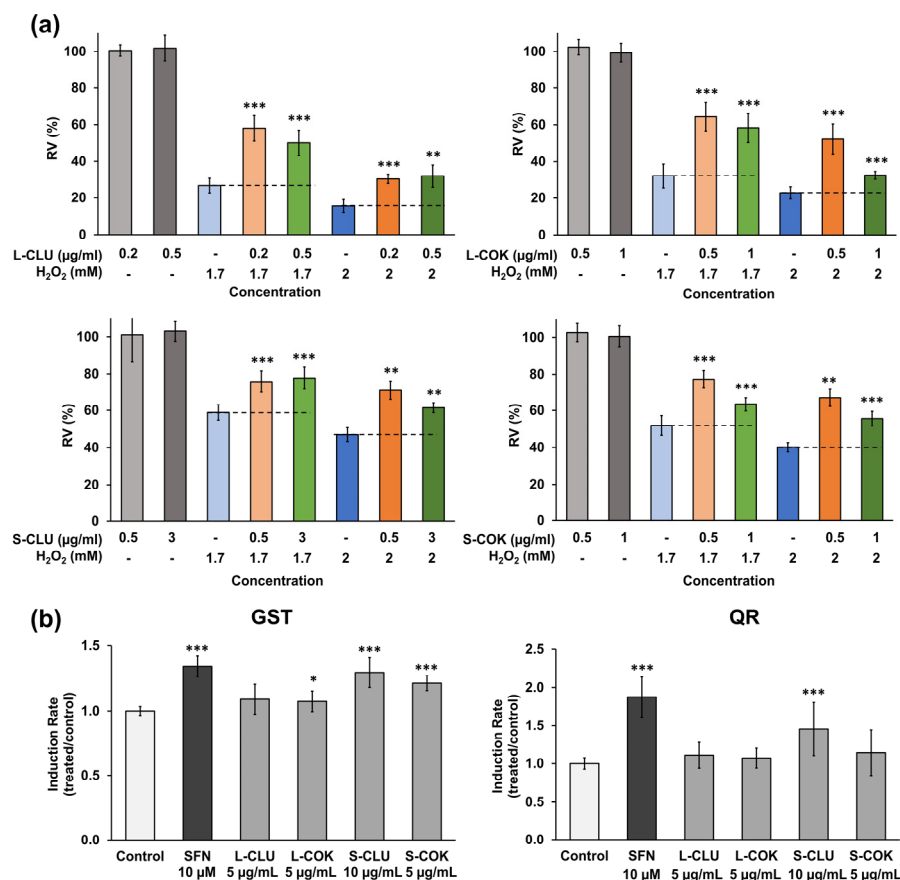 (a)
100
80
60
40
20
0
RV (%)
***
***
***
**
L-CLU (µg/ml) 0.2 0.5 - 0.2 0.5 - 0.2 0.5
H₂O₂ (mM) - - 1.7 1.7 1.7 2 2 2
Concentration
100
80
60
40
20
0
RV (%)
***
***
***
***
L-COK (µg/ml) 0.5 1 - 0.5 1 - 0.5 1
H₂O₂ (mM) - - 1.7 1.7 1.7 2 2 2
Concentration
100
80
60
40
20
0
RV (%)
***
***
**
**
S-CLU (µg/ml) 0.5 3 - 0.5 3 - 0.5 3
H₂O₂ (mM) - - 1.7 1.7 1.7 2 2 2
Concentration
100
80
60
40
20
0
RV (%)
***
***
**
***
S-COK (µg/ml) 0.5 1 - 0.5 1 - 0.5 1
H₂O₂ (mM) - - 1.7 1.7 1.7 2 2 2
Concentration
(b)
GST
1.5
1.0
0.5
0.0
Induction Rate
(treated/control)
***
*
***
***
Control SFN L-CLU L-COK S-CLU S-COK
10 µM 5 µg/mL 5 µg/mL 10 µg/mL 5 µg/mL
QR
2.5
2.0
1.5
1.0
0.5
0.0
Induction Rate
(treated/control)
***
***
Control SFN L-CLU L-COK S-CLU S-COK
10 µM 5 µg/mL 5 µg/mL 10 µg/mL 5 µg/mL